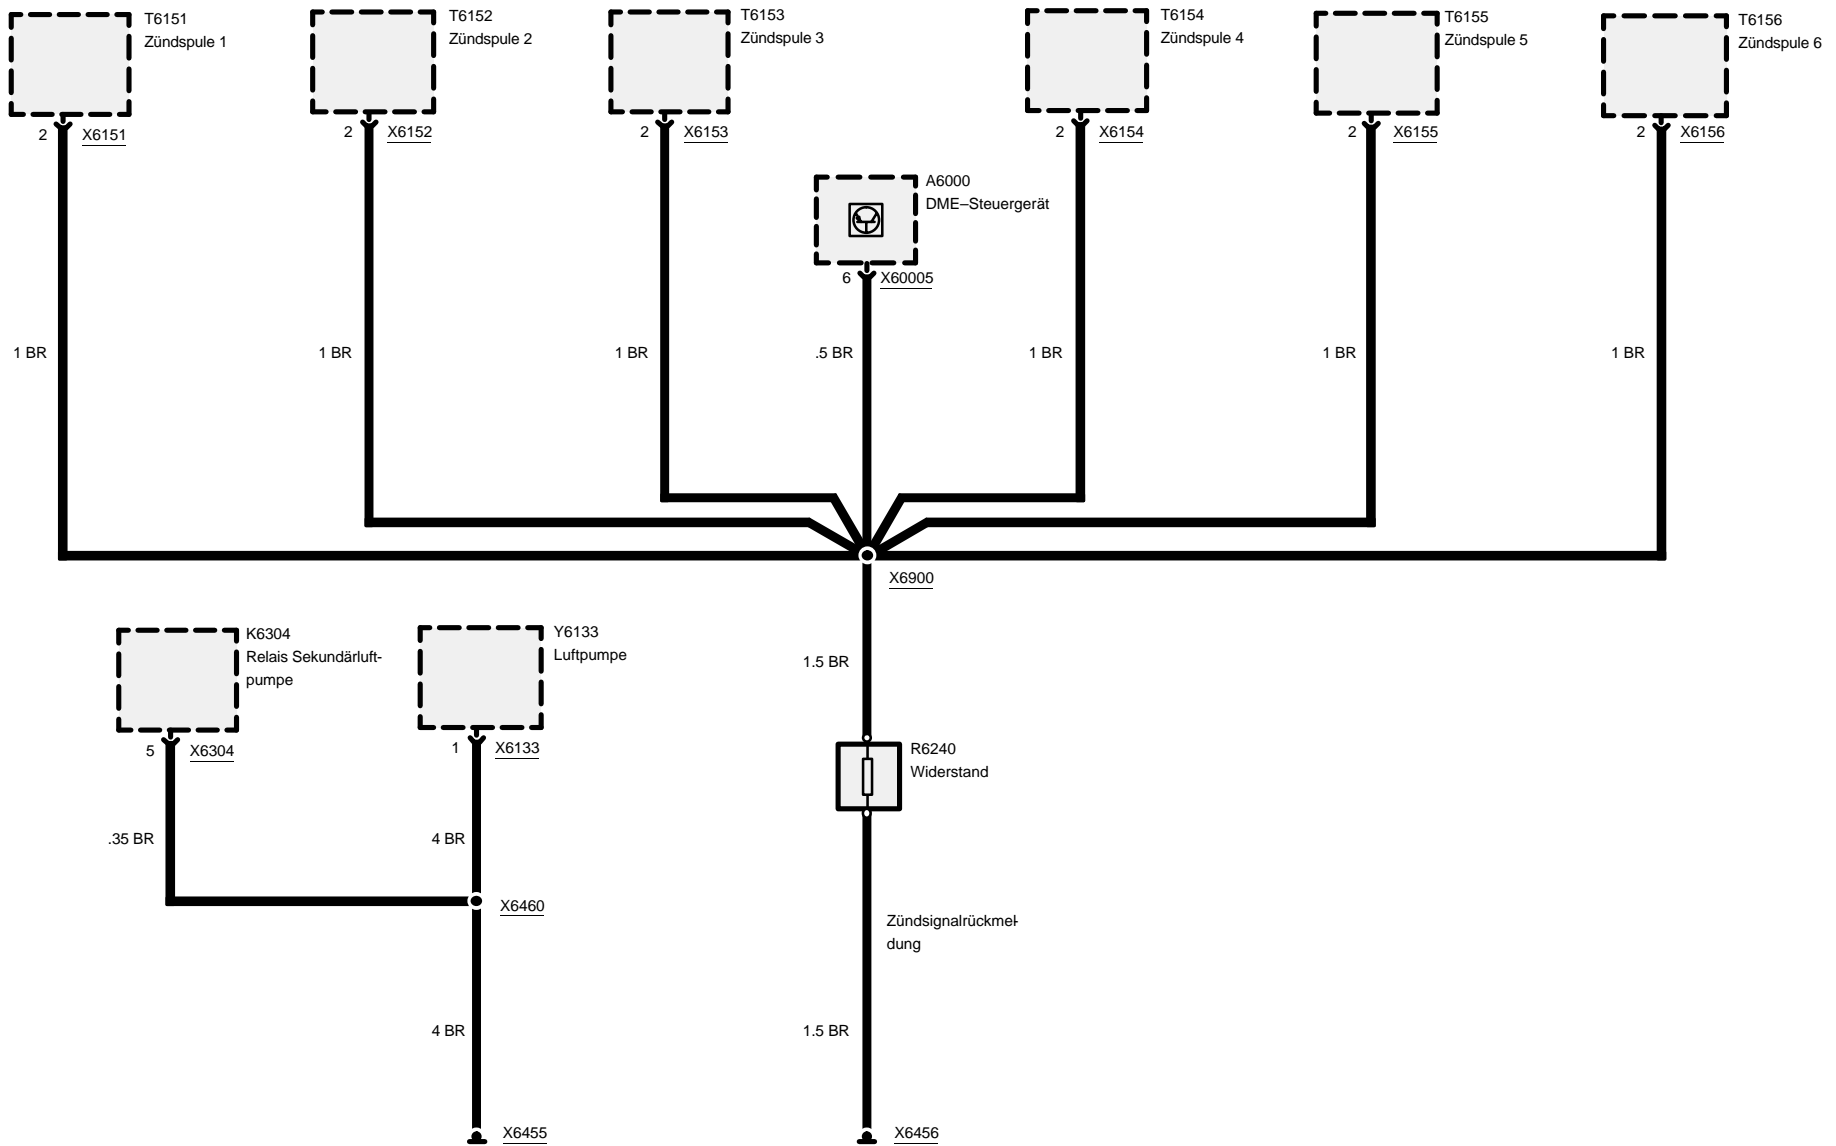 T6151
Zündspule 1
T6152
Zündspule 2
T6153
Zündspule 3
T6154
Zündspule 4
T6155
Zündspule 5
T6156
Zündspule 6
2 X6151
2 X6152
2 X6153
2 X6154
2 X6155
2 X6156
A6000
DME–Steuergerät
6 X60005
1 BR
1 BR
1 BR
.5 BR
1 BR
1 BR
1 BR
X6900
K6304
Relais Sekundärluft-
pumpe
Y6133
Luftpumpe
1.5 BR
5 X6304
1 X6133
R6240
Widerstand
.35 BR
4 BR
X6460
Zündsignalrückmel-
dung
4 BR
1.5 BR
X6455
X6456